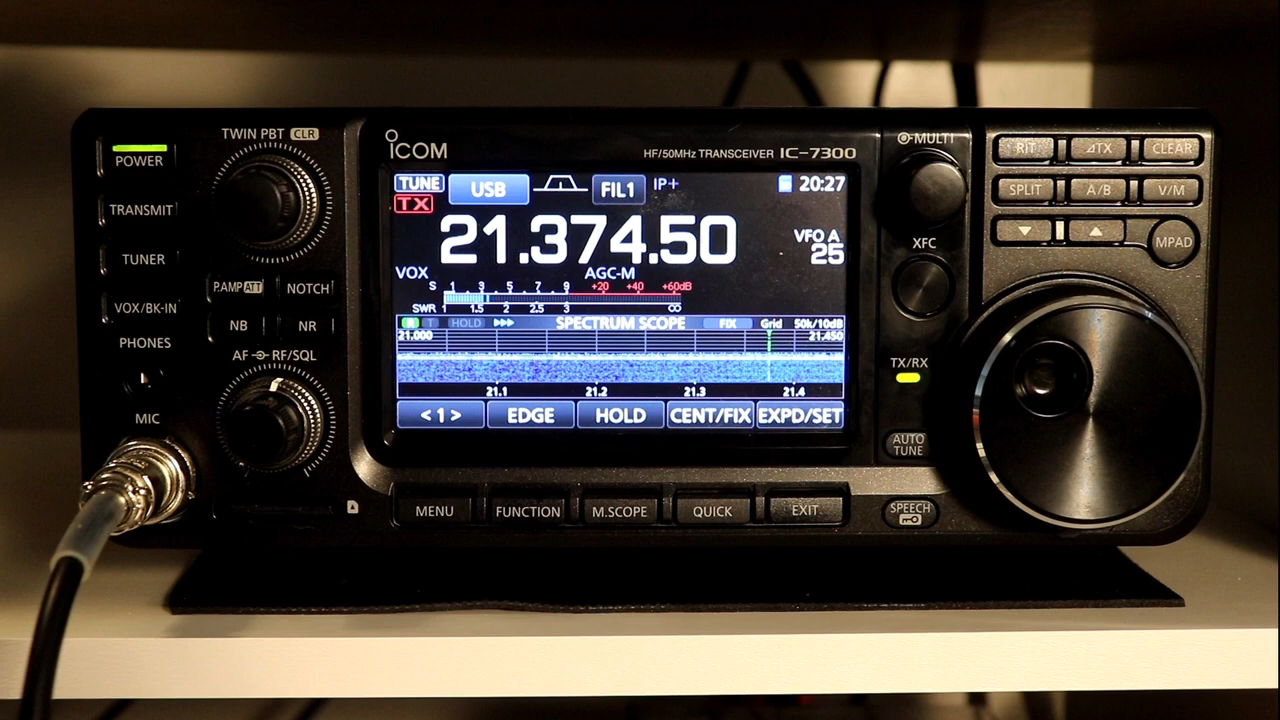 TWIN PBT CLR
POWER
TRANSMIT
TUNER
VOX/BK-IN
PHONES
MIC
P.AMP ATT
NOTCH
NB
NR
AF RF/SQL
ICOM
HF/50MHz TRANSCEIVER IC-7300
TUNE
USB
FIL1
IP+
20:27
TX
21.374.50
VFO A
25
VOX
AGC-M
S 1 3 5 7 9 +20 +40 +60dB
SWR 1 1.5 2 2.5 3 ∞
R T HOLD SPECTRUM SCOPE FIX Grid 50k/10dB
21.000
21.450
21.1 21.2 21.3 21.4
< 1 >
EDGE
HOLD
CENT/FIX
EXPD/SET
MENU
FUNCTION
M.SCOPE
QUICK
EXIT
MULTI
XFC
TX/RX
AUTO
TUNE
SPEECH
RIT
⊿TX
CLEAR
SPLIT
A/B
V/M
MPAD